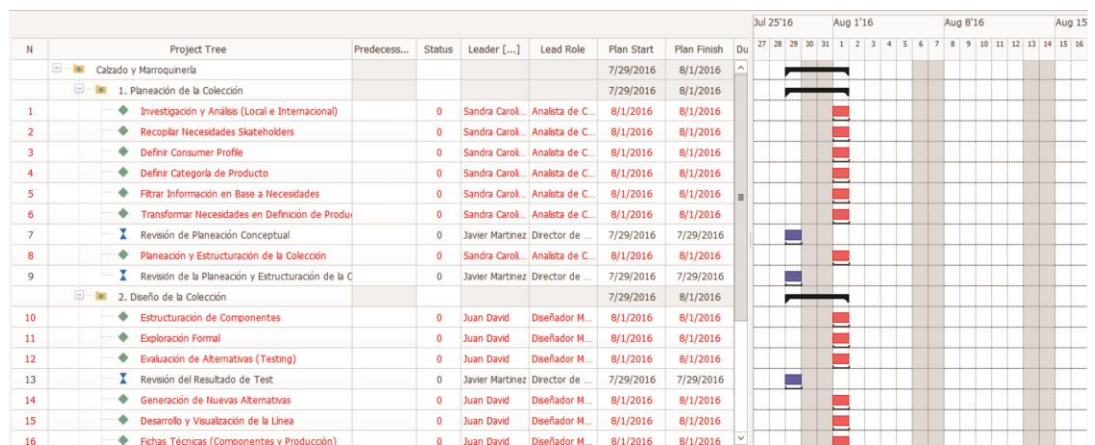 Jul 25'16 Aug 1'16 Aug 8'16 Aug 15
N Project Tree Predecess... Status Leader [...] Lead Role Plan Start Plan Finish Du 27 28 29 30 31 1 2 3 4 5 6 7 8 9 10 11 12 13 14 15 16
Calzado y Marroquinería 7/29/2016 8/1/2016
1. Planeación de la Colección 7/29/2016 8/1/2016
1 Investigación y Análisis (Local e Internacional) 0 Sandra Caroli... Analista de C... 8/1/2016 8/1/2016
2 Recopilar Necesidades Skateholders 0 Sandra Caroli... Analista de C... 8/1/2016 8/1/2016
3 Definir Consumer Profile 0 Sandra Caroli... Analista de C... 8/1/2016 8/1/2016
4 Definir Categoría de Producto 0 Sandra Caroli... Analista de C... 8/1/2016 8/1/2016
5 Filtrar Información en Base a Necesidades 0 Sandra Caroli... Analista de C... 8/1/2016 8/1/2016
6 Transformar Necesidades en Definición de Produ 0 Sandra Caroli... Analista de C... 8/1/2016 8/1/2016
7 Revisión de Planeación Conceptual 0 Javier Martinez Director de ... 7/29/2016 7/29/2016
8 Planeación y Estructuración de la Colección 0 Sandra Caroli... Analista de C... 8/1/2016 8/1/2016
9 Revisión de la Planeación y Estructuración de la C 0 Javier Martinez Director de ... 7/29/2016 7/29/2016
2. Diseño de la Colección 7/29/2016 8/1/2016
10 Estructuración de Componentes 0 Juan David Diseñador M... 8/1/2016 8/1/2016
11 Exploración Formal 0 Juan David Diseñador M... 8/1/2016 8/1/2016
12 Evaluación de Alternativas (Testing) 0 Juan David Diseñador M... 8/1/2016 8/1/2016
13 Revisión del Resultado de Test 0 Javier Martinez Director de ... 7/29/2016 7/29/2016
14 Generación de Nuevas Alternativas 0 Juan David Diseñador M... 8/1/2016 8/1/2016
15 Desarrollo y Visualización de la Línea 0 Juan David Diseñador M... 8/1/2016 8/1/2016
16 Fichas Técnicas (Componentes y Producción) 0 Juan David Diseñador M... 8/1/2016 8/1/2016